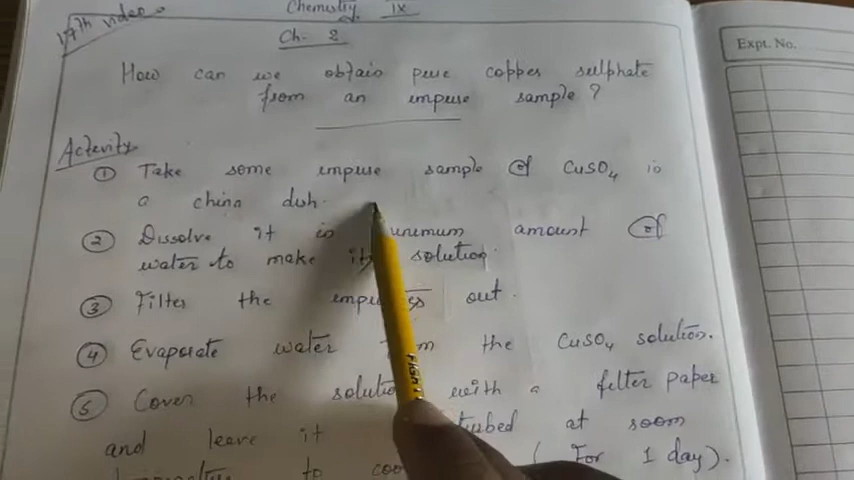 17th video
Chemistry IX
Ch- 2
Expt. No.
How can we obtain pure copper sulphate
from an impure sample ?
Activity
① Take some impure sample of CuSO₄ in
a china dish.
② Dissolve it in minimum amount of
water to make its solution.
③ Filter the out.
④ Evaporate water the CuSO₄ solution.
⑤ Cover the with a filter paper
and leave it at room
to ( For 1 day).